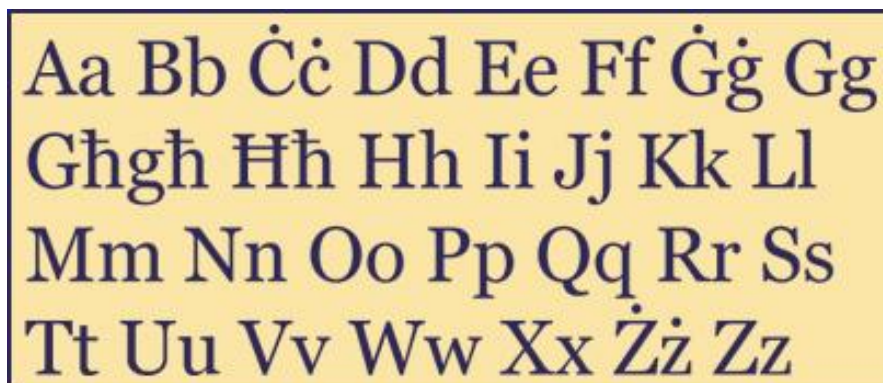 Aa Bb Ċċ Dd Ee Ff Ġġ Gg
Għgħ Ħħ Hh Ii Jj Kk Ll
Mm Nn Oo Pp Qq Rr Ss
Tt Uu Vv Ww Xx Żż Zz